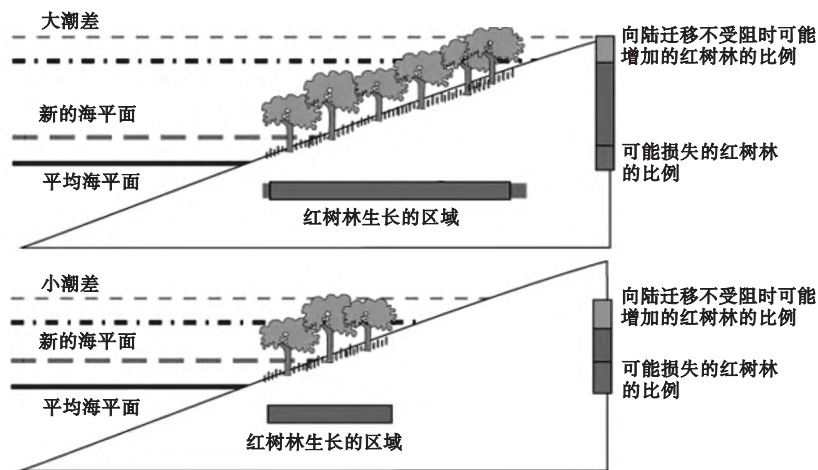 大潮差
向陆迁移不受阻时可能
增加的红树林的比例
新的海平面
可能损失的红树林
的比例
平均海平面
红树林生长的区域
小潮差
向陆迁移不受阻时可能
增加的红树林的比例
新的海平面
可能损失的红树林
的比例
平均海平面
红树林生长的区域